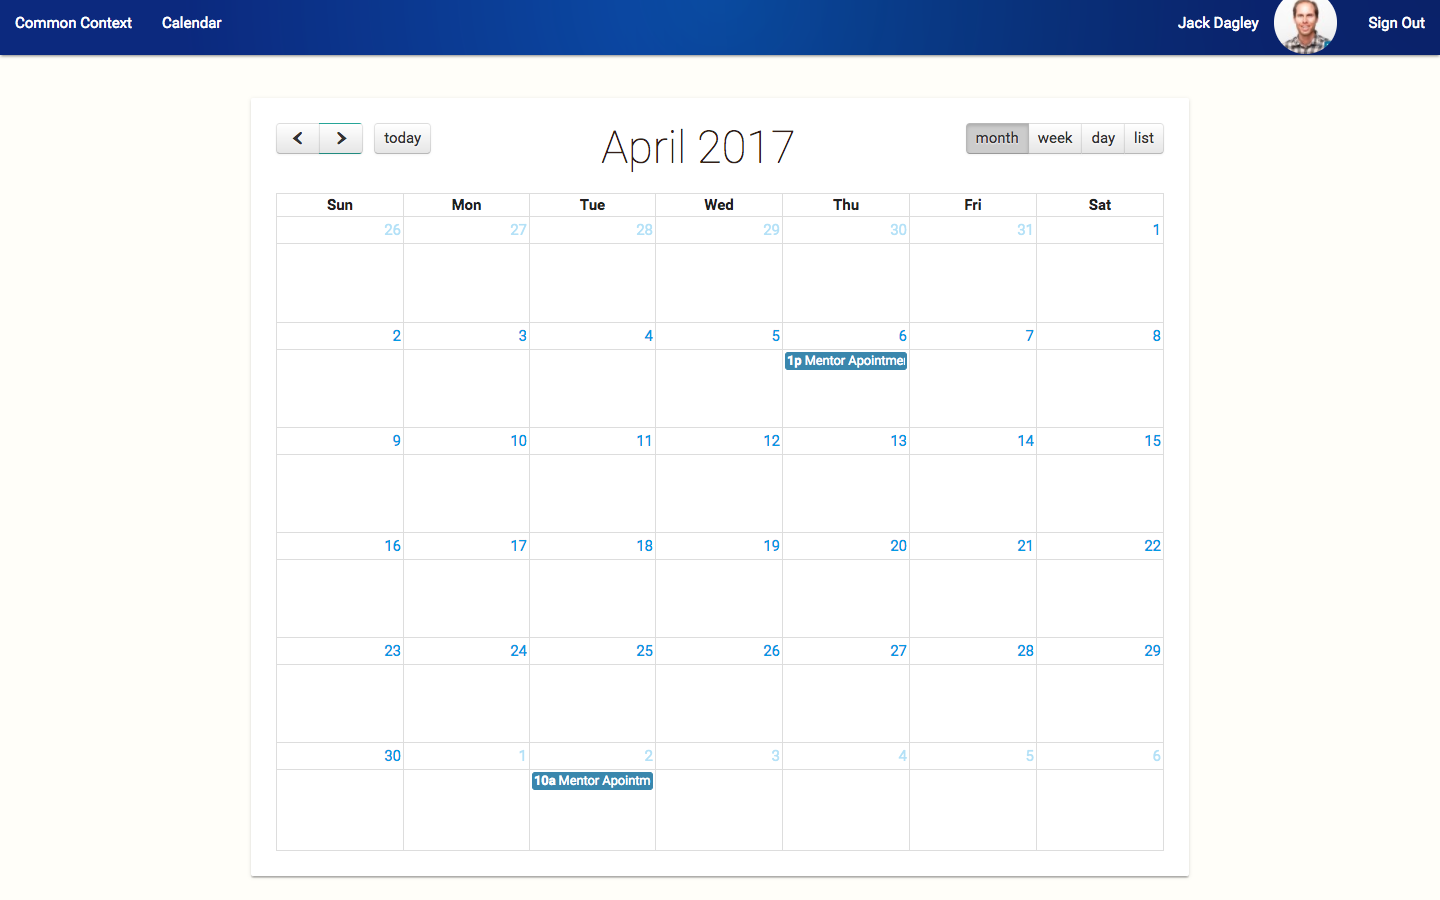 Common Context Calendar Jack Dagley Sign Out
today April 2017 month week day list
Sun Mon Tue Wed Thu Fri Sat
26 27 28 29 30 31 1
2 3 4 5 6 7 8
1p Mentor Apointme
9 10 11 12 13 14 15
16 17 18 19 20 21 22
23 24 25 26 27 28 29
30 1 2 3 4 5 6
10a Mentor Apointm